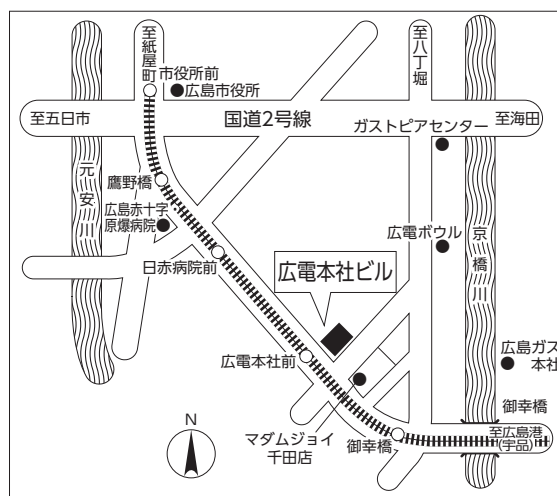 至紙屋町
至八丁堀
市役所前
広島市役所
至五日市
国道2号線
ガストピアセンター
至海田
元安川
鷹野橋
広島赤十字
原爆病院
広電ボウル
京橋川
日赤病院前
広電本社ビル
広電本社前
広島ガス
本社
御幸橋
N
マダムジョイ
千田店
御幸橋
至広島港
(宇品)